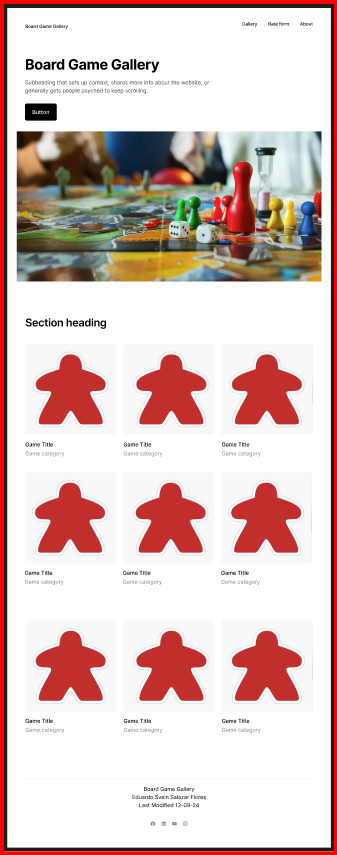 Board Game Gallery
Gallery Rate form About
Board Game Gallery
Subheading that sets up context, shares more info about the website, or
generally gets people psyched to keep scrolling.
Button
Section heading
Game Title Game Title Game Title
Game category Game category Game category
Game Title Game Title Game Title
Game category Game category Game category
Game Title Game Title Game Title
Game category Game category Game category
Board Game Gallery
Eduardo Svein Salazar Flores
Last Modified 12-09-24